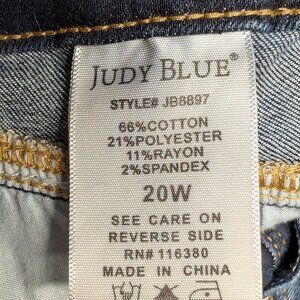 JUDY BLUE®
STYLE# JB8897
66%COTTON
21%POLYESTER
11%RAYON
2%SPANDEX
20W
SEE CARE ON
REVERSE SIDE
RN# 116380
MADE IN CHINA